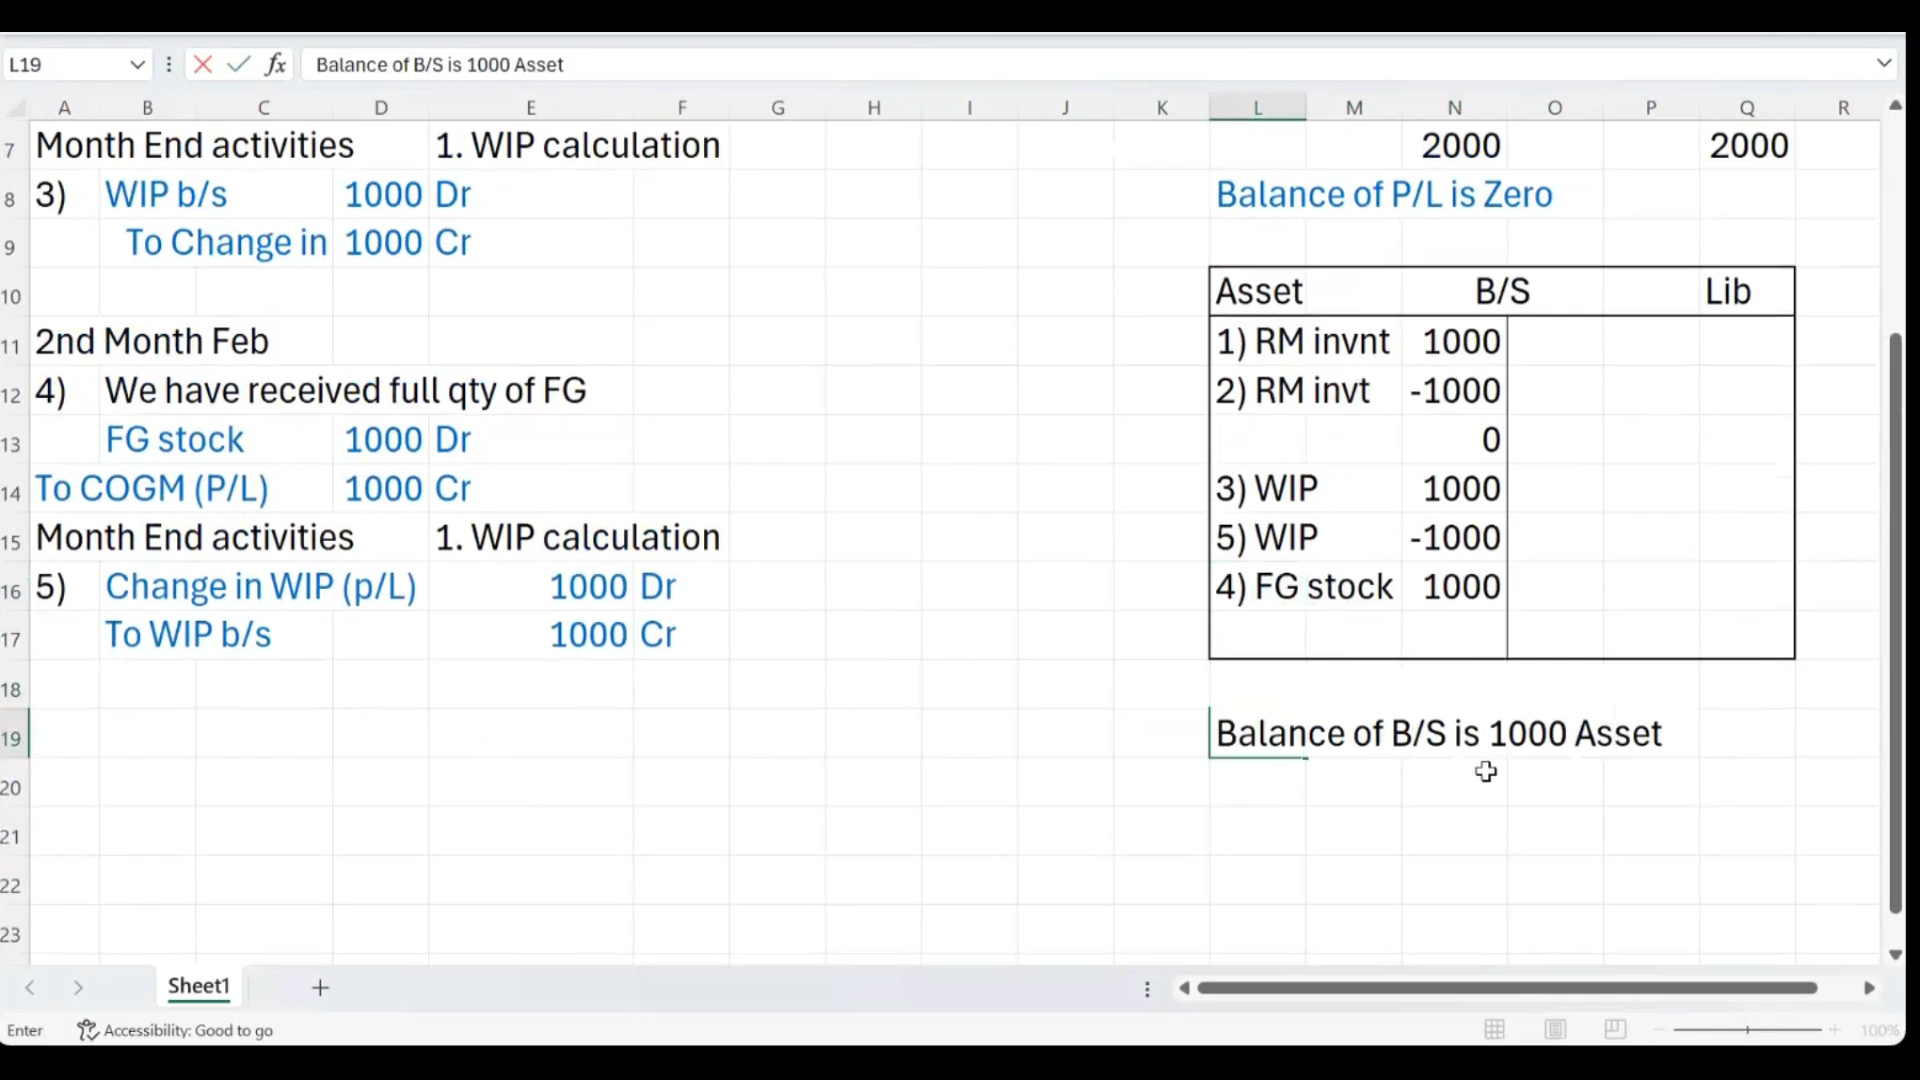 L19
fx
Balance of B/S is 1000 Asset
A B C D E F G H I J K L M N O P Q R
7 Month End activities 1. WIP calculation 2000 2000
8 3) WIP b/s 1000 Dr Balance of P/L is Zero
9 To Change in 1000 Cr
10 Asset B/S Lib
11 2nd Month Feb 1) RM invnt 1000
12 4) We have received full qty of FG 2) RM invt -1000
13 FG stock 1000 Dr 0
14 To COGM (P/L) 1000 Cr 3) WIP 1000
15 Month End activities 1. WIP calculation 5) WIP -1000
16 5) Change in WIP (p/L) 1000 Dr 4) FG stock 1000
17 To WIP b/s 1000 Cr
18
19 Balance of B/S is 1000 Asset
20
21
22
23
Sheet1
Enter Accessibility: Good to go 100%